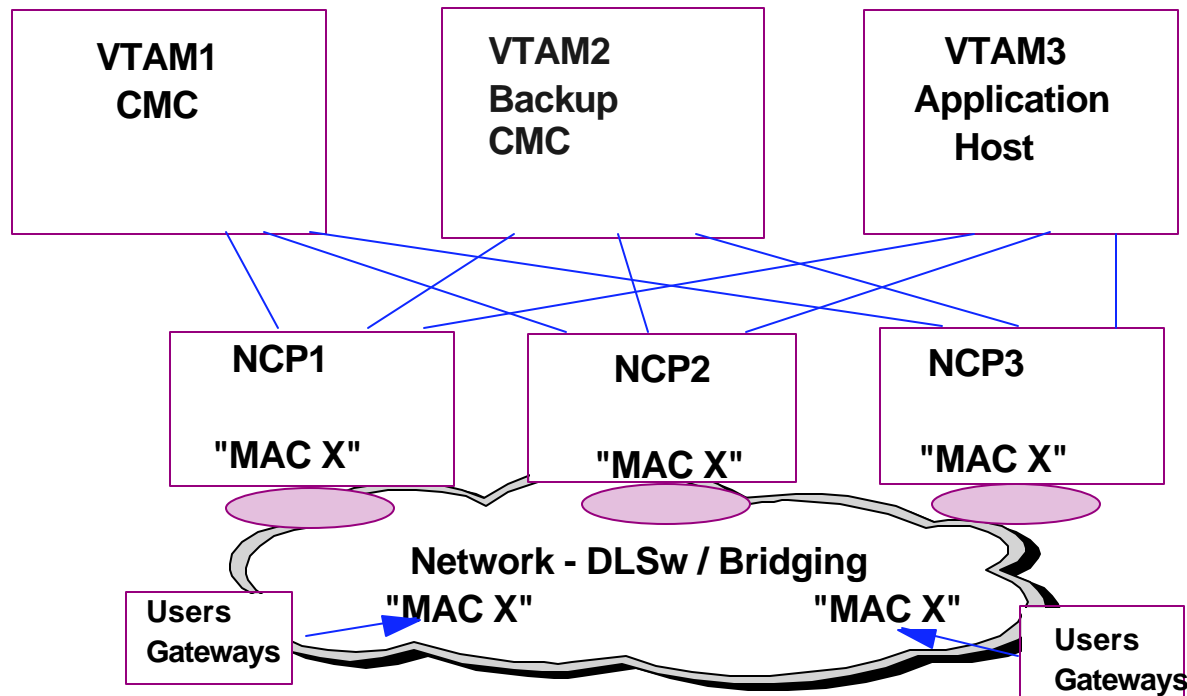 VTAM1
CMC
VTAM2
Backup
CMC
VTAM3
Application
Host
NCP1
"MAC X"
NCP2
"MAC X"
NCP3
"MAC X"
Network - DLSw / Bridging
"MAC X"
"MAC X"
Users
Gateways
Users
Gateways